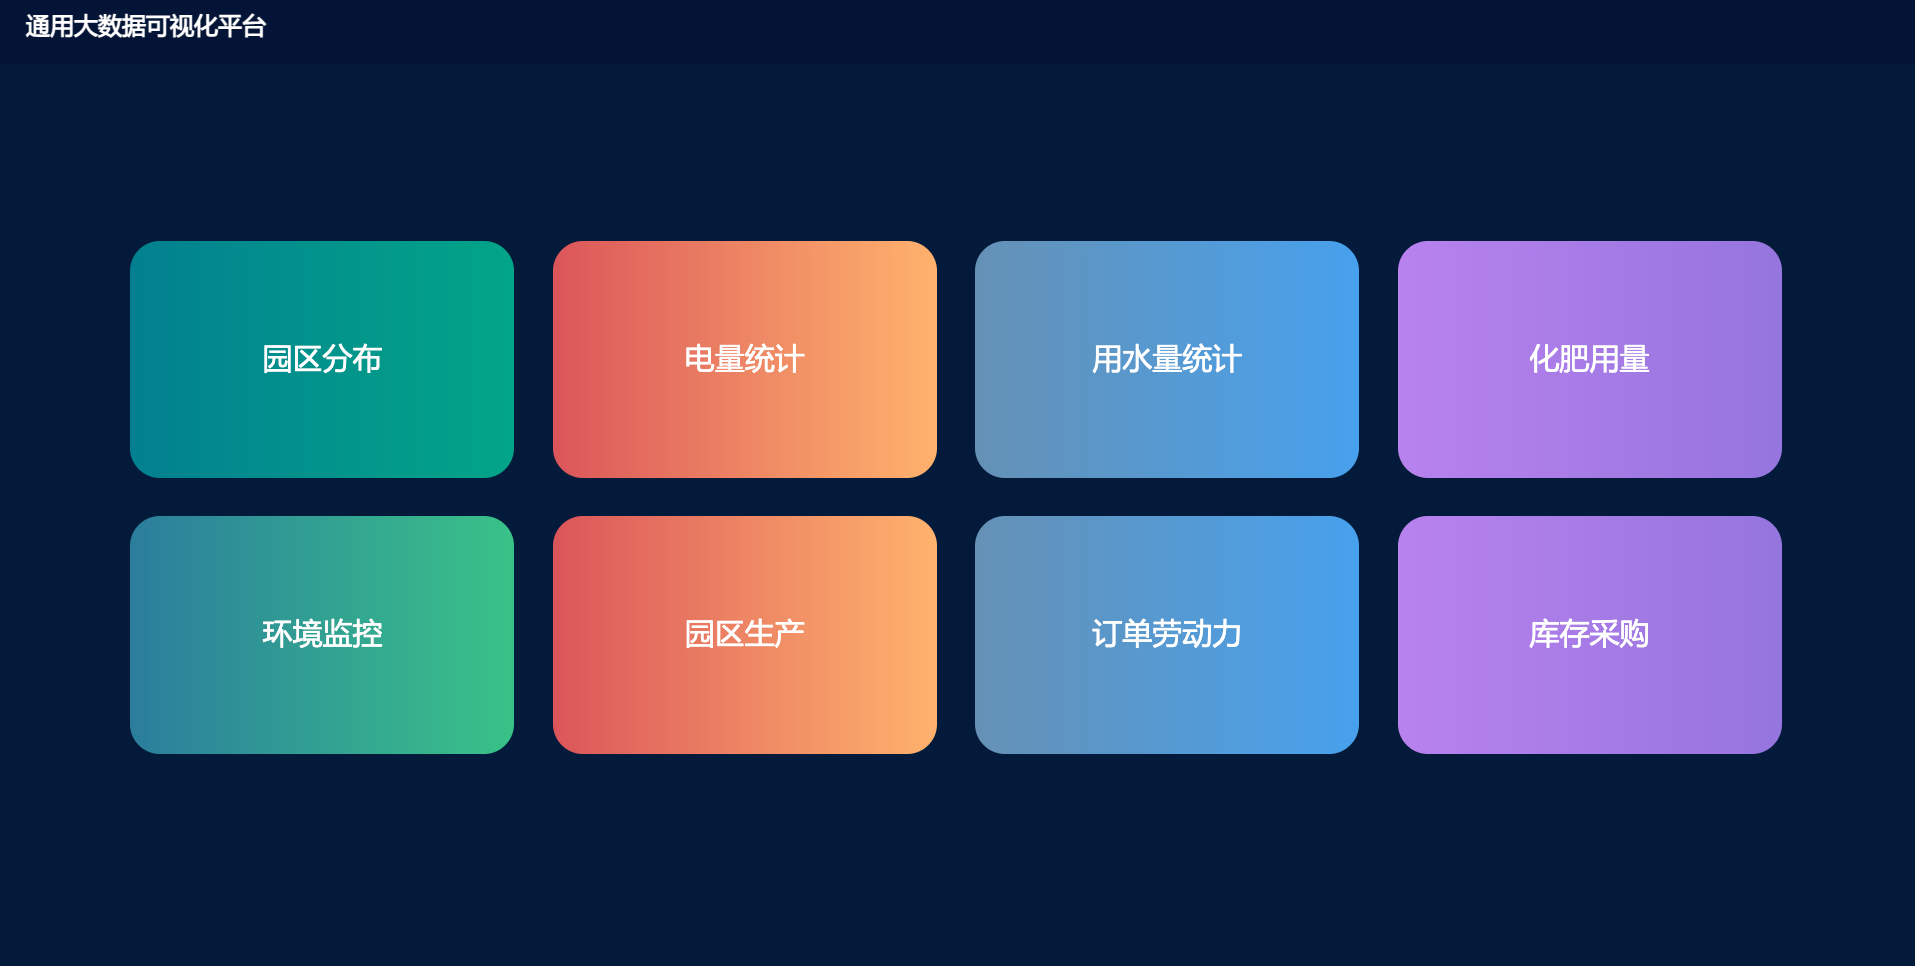 通用大数据可视化平台
园区分布
电量统计
用水量统计
化肥用量
环境监控
园区生产
订单劳动力
库存采购